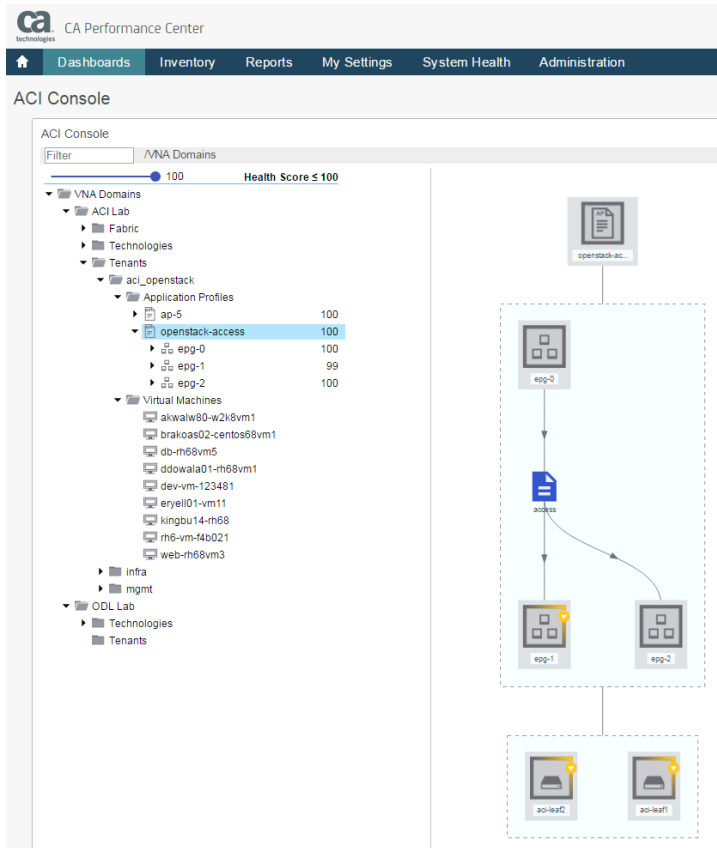 ca
technologies
CA Performance Center
Dashboards Inventory Reports My Settings System Health Administration
ACI Console
ACI Console
Filter /VNA Domains
100 Health Score ≤ 100
VNA Domains
ACI Lab
Fabric
Technologies
Tenants
aci_openstack
Application Profiles
ap-5 100
openstack-access 100
epg-0 100
epg-1 99
epg-2 100
Virtual Machines
akwalw80-w2k8vm1
brakoas02-centos68vm1
db-rh68vm5
ddowala01-rh68vm1
dev-vm-123481
eryell01-vm11
kingbu14-rh68
rh6-vm-f4b021
web-rh68vm3
infra
mgmt
ODL Lab
Technologies
Tenants
AP
openstack-ac...
epg-0
access
epg-1 epg-2
aci-leaf2 aci-leaf1